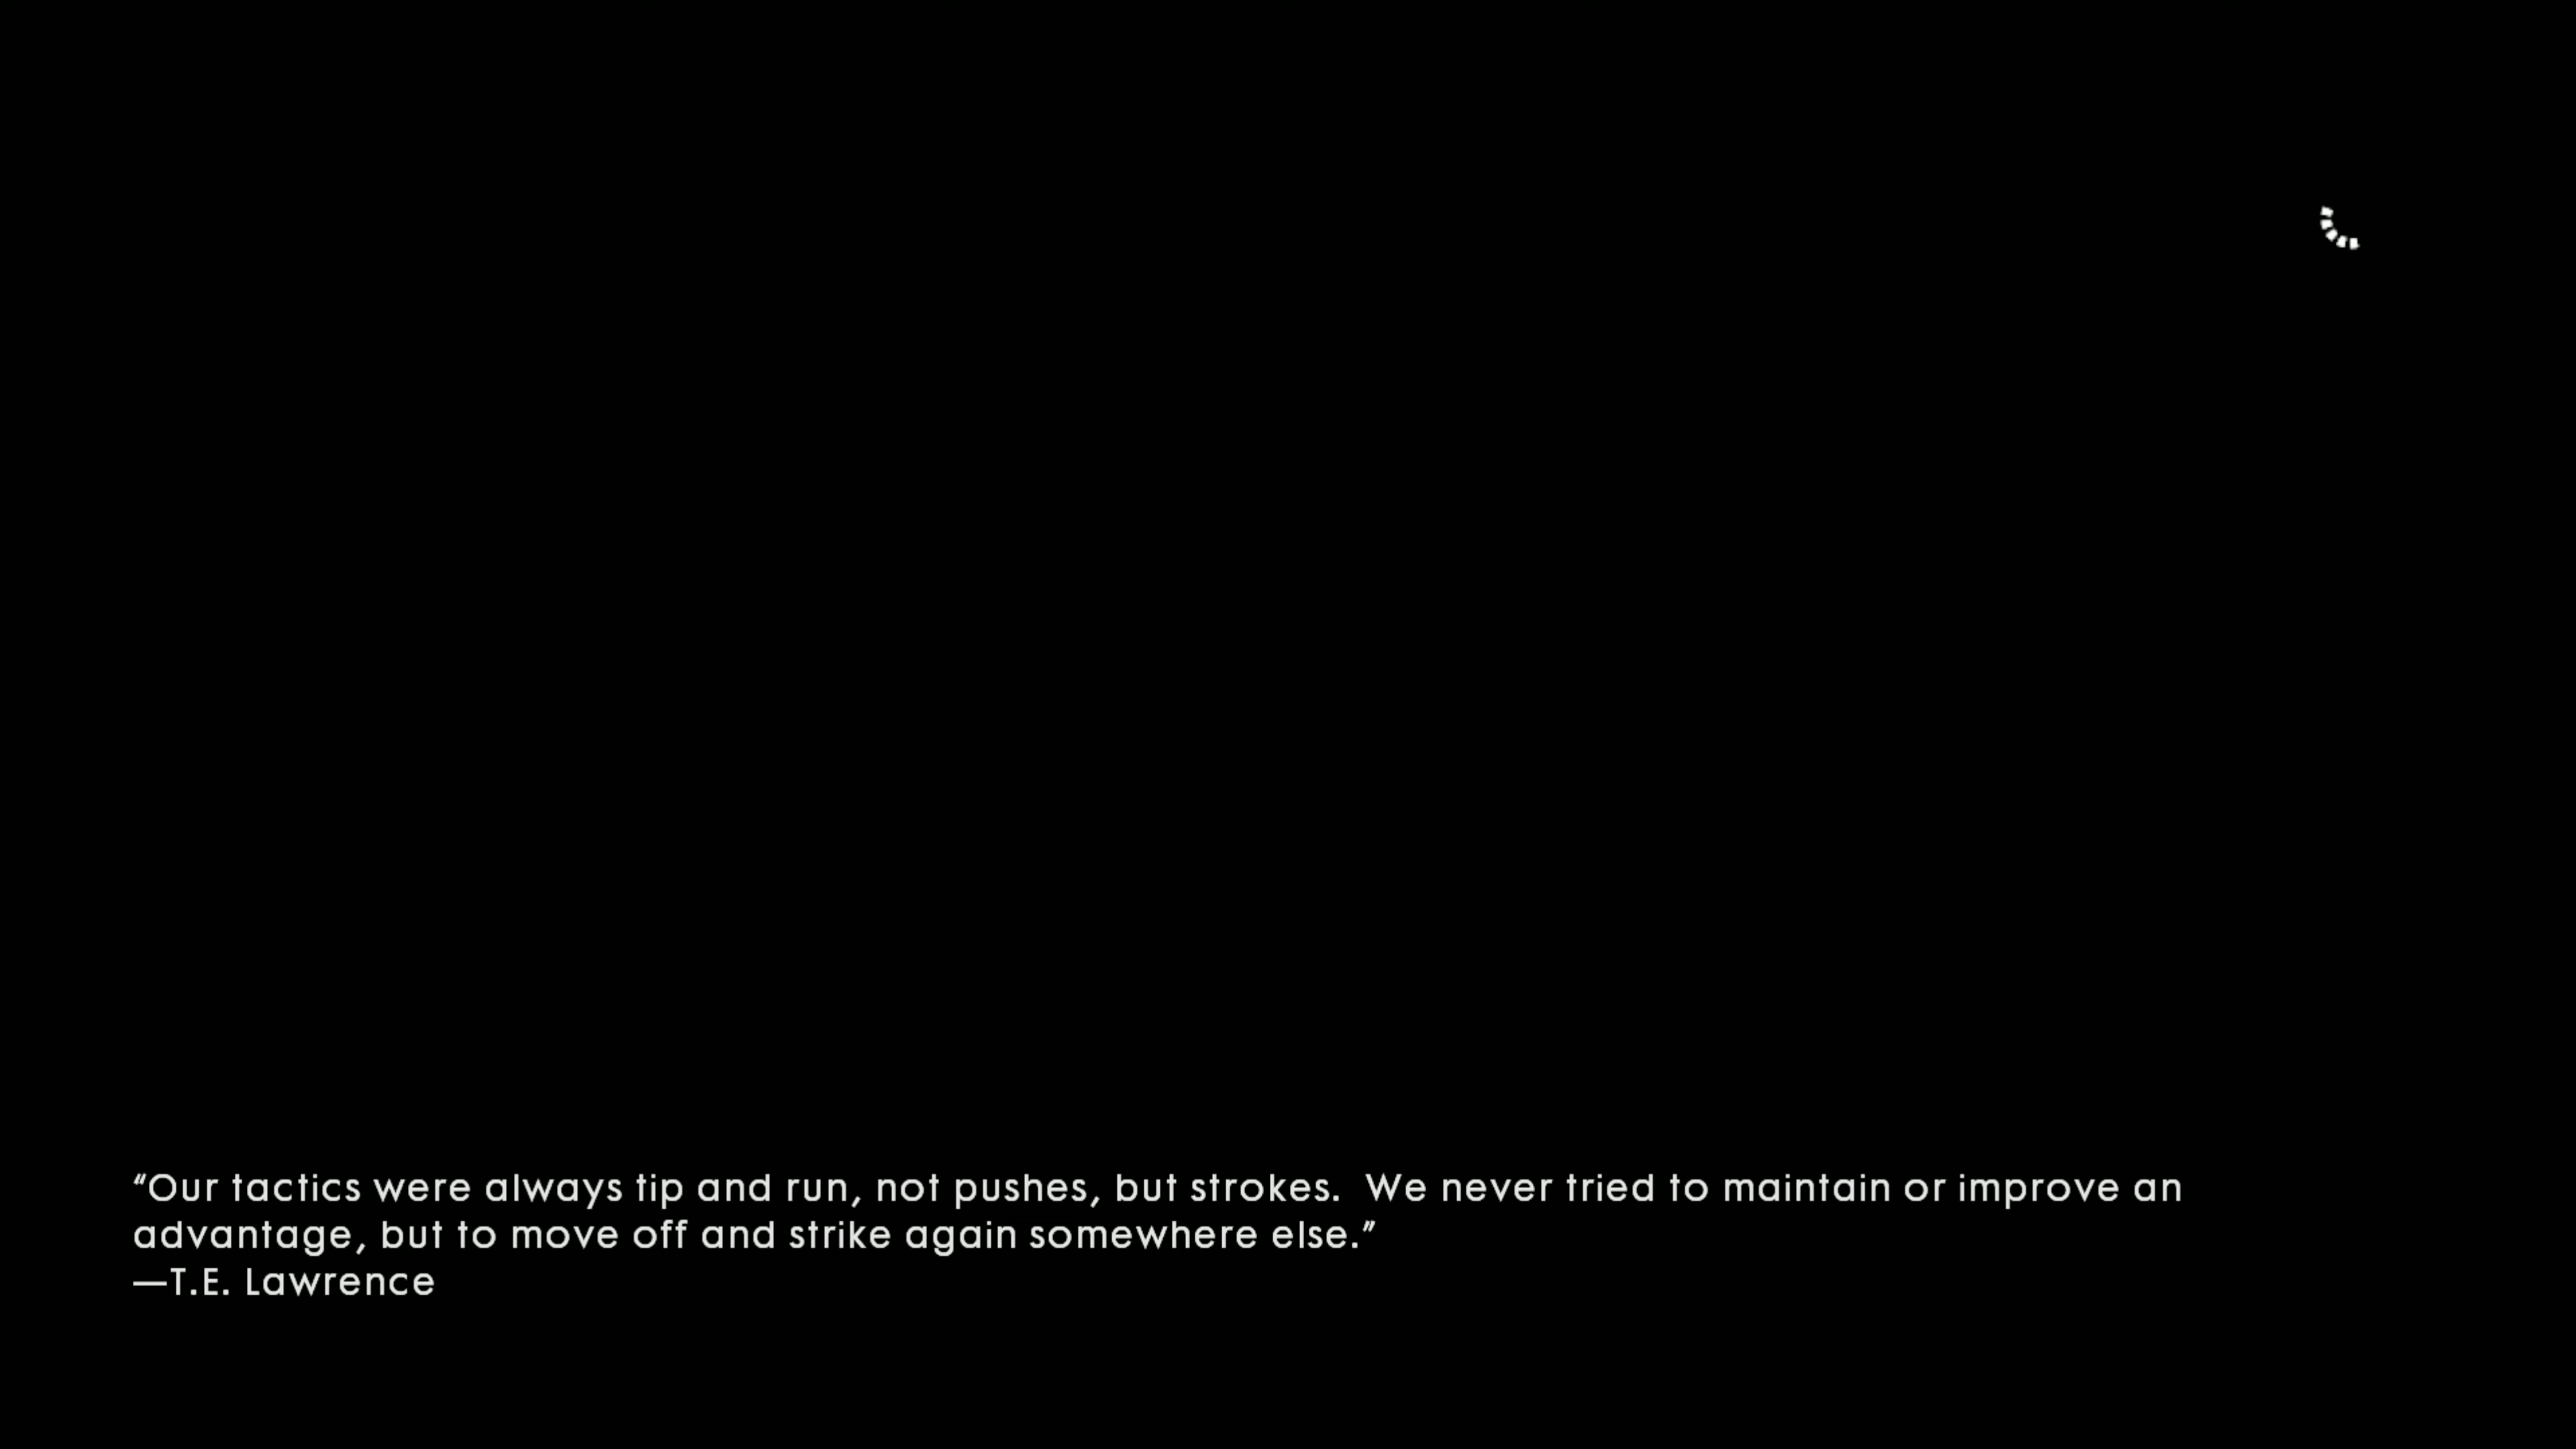 “Our tactics were always tip and run, not pushes, but strokes.  We never tried to maintain or improve an
advantage, but to move off and strike again somewhere else.”
—T.E. Lawrence